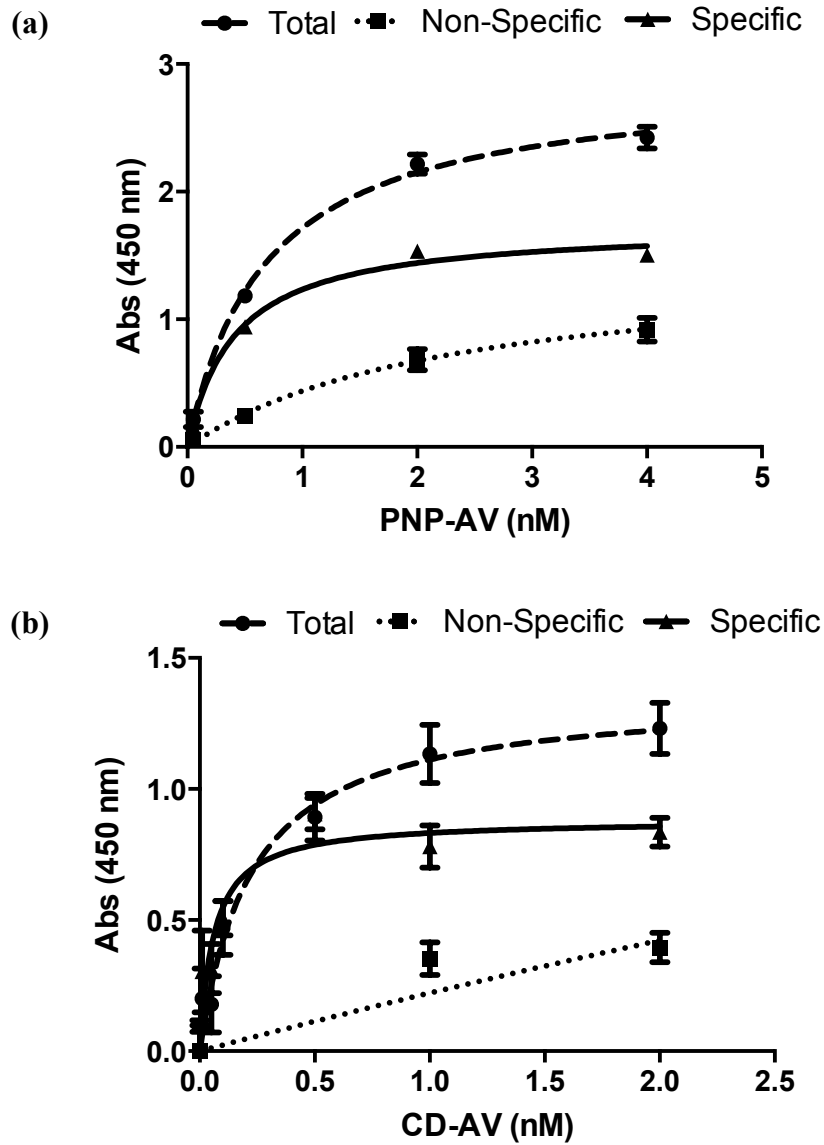 (a)
Total Non-Specific Specific
3
2
1
0
Abs (450 nm)
0 1 2 3 4 5
PNP-AV (nM)
(b)
Total Non-Specific Specific
1.5
1.0
0.5
0.0
Abs (450 nm)
0.0 0.5 1.0 1.5 2.0 2.5
CD-AV (nM)